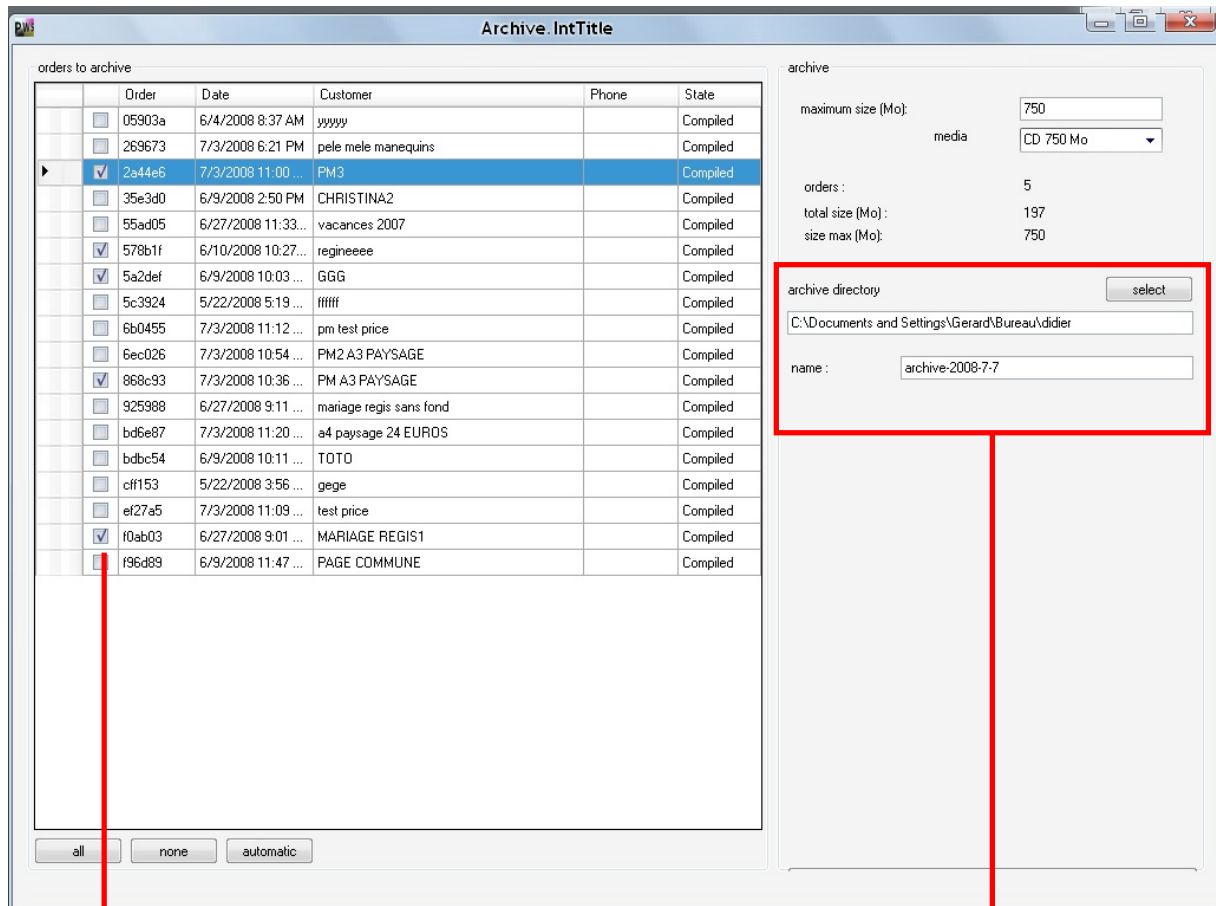 PWS Archive.IntTitle
orders to archive
Order Date Customer Phone State
05903a 6/4/2008 8:37 AM yyyyy Compiled
269673 7/3/2008 6:21 PM pele mele manequins Compiled
2a44e6 7/3/2008 11:00 ... PM3 Compiled
35e3d0 6/9/2008 2:50 PM CHRISTINA2 Compiled
55ad05 6/27/2008 11:33... vacances 2007 Compiled
578b1f 6/10/2008 10:27... regineeee Compiled
5a2def 6/9/2008 10:03 ... GGG Compiled
5c3924 5/22/2008 5:19 ... ffffff Compiled
6b0455 7/3/2008 11:12 ... pm test price Compiled
6ec026 7/3/2008 10:54 ... PM2 A3 PAYSAGE Compiled
868c93 7/3/2008 10:36 ... PM A3 PAYSAGE Compiled
925988 6/27/2008 9:11 ... mariage regis sans fond Compiled
bd6e87 7/3/2008 11:20 ... a4 paysage 24 EUROS Compiled
bdbc54 6/9/2008 10:11 ... TOTO Compiled
cff153 5/22/2008 3:56 ... gege Compiled
ef27a5 7/3/2008 11:09 ... test price Compiled
f0ab03 6/27/2008 9:01 ... MARIAGE REGIS1 Compiled
f96d89 6/9/2008 11:47 ... PAGE COMMUNE Compiled
all none automatic
archive
maximum size (Mo): 750
media CD 750 Mo
orders : 5
total size (Mo) : 197
size max (Mo): 750
archive directory select
C:\Documents and Settings\Gerard\Bureau\didier
name : archive-2008-7-7